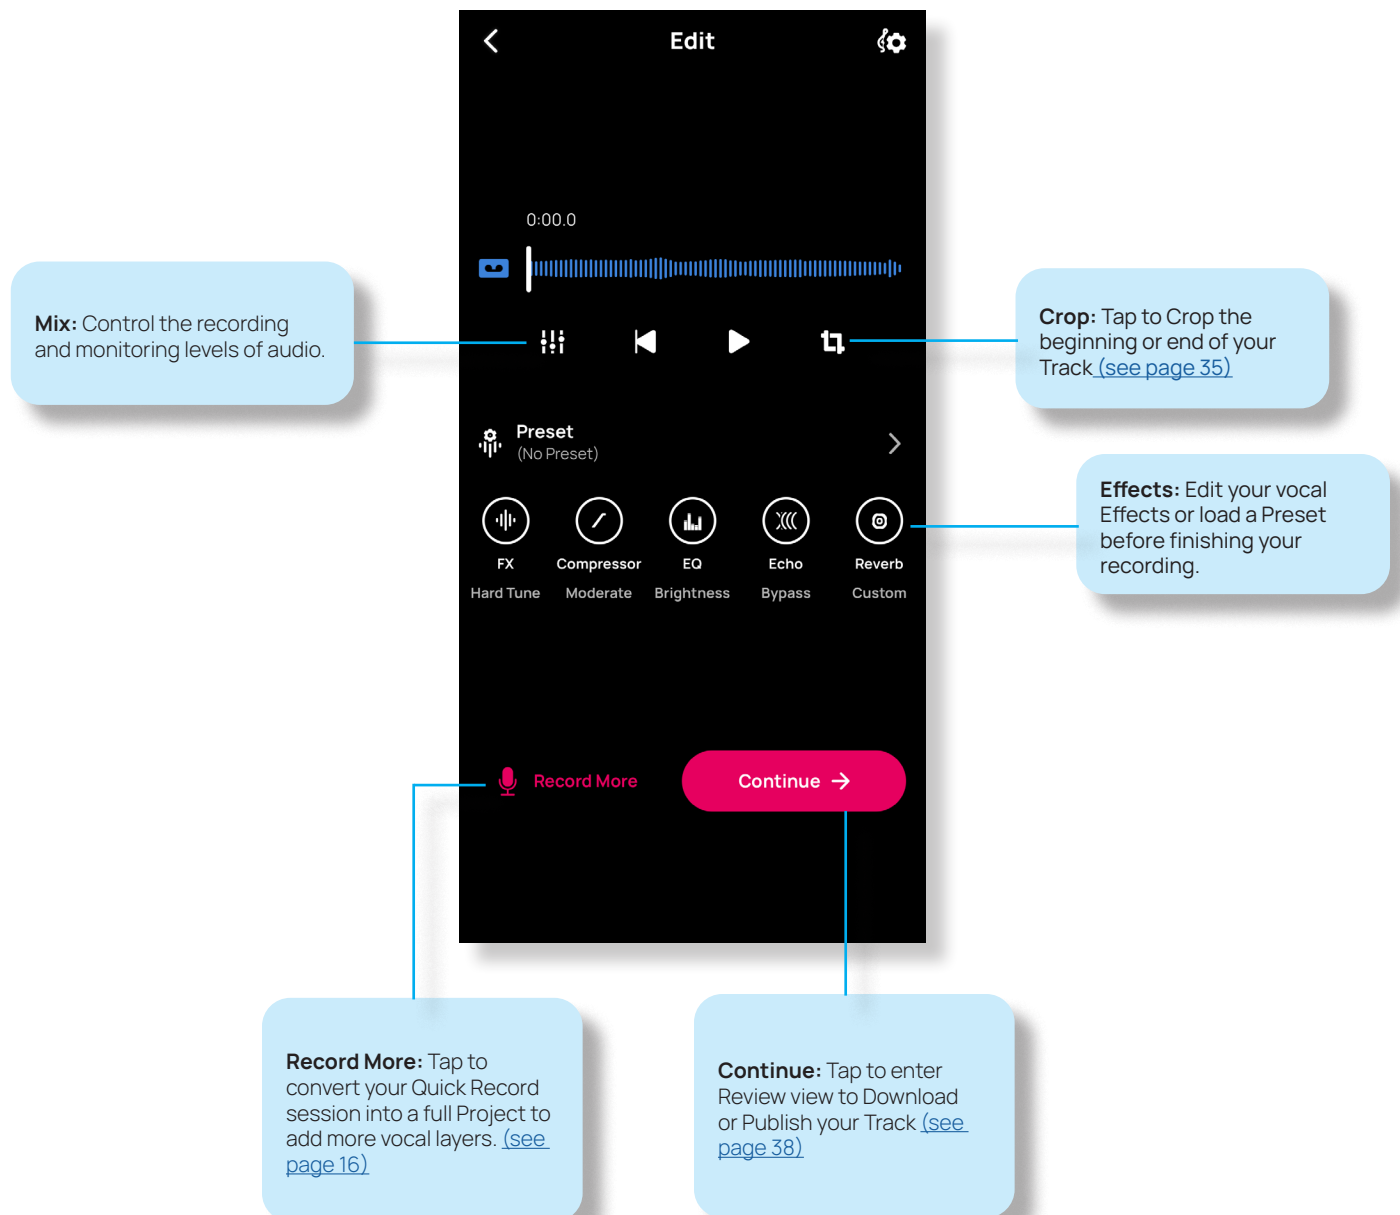 Edit
0:00.0
Mix: Control the recording
and monitoring levels of audio.
Crop: Tap to Crop the
beginning or end of your
Track (see page 35)
Preset
(No Preset)
Effects: Edit your vocal
Effects or load a Preset
before finishing your
recording.
FX Compressor EQ Echo Reverb
Hard Tune Moderate Brightness Bypass Custom
Record More Continue
Record More: Tap to
convert your Quick Record
session into a full Project to
add more vocal layers. (see
page 16)
Continue: Tap to enter
Review view to Download
or Publish your Track (see
page 38)